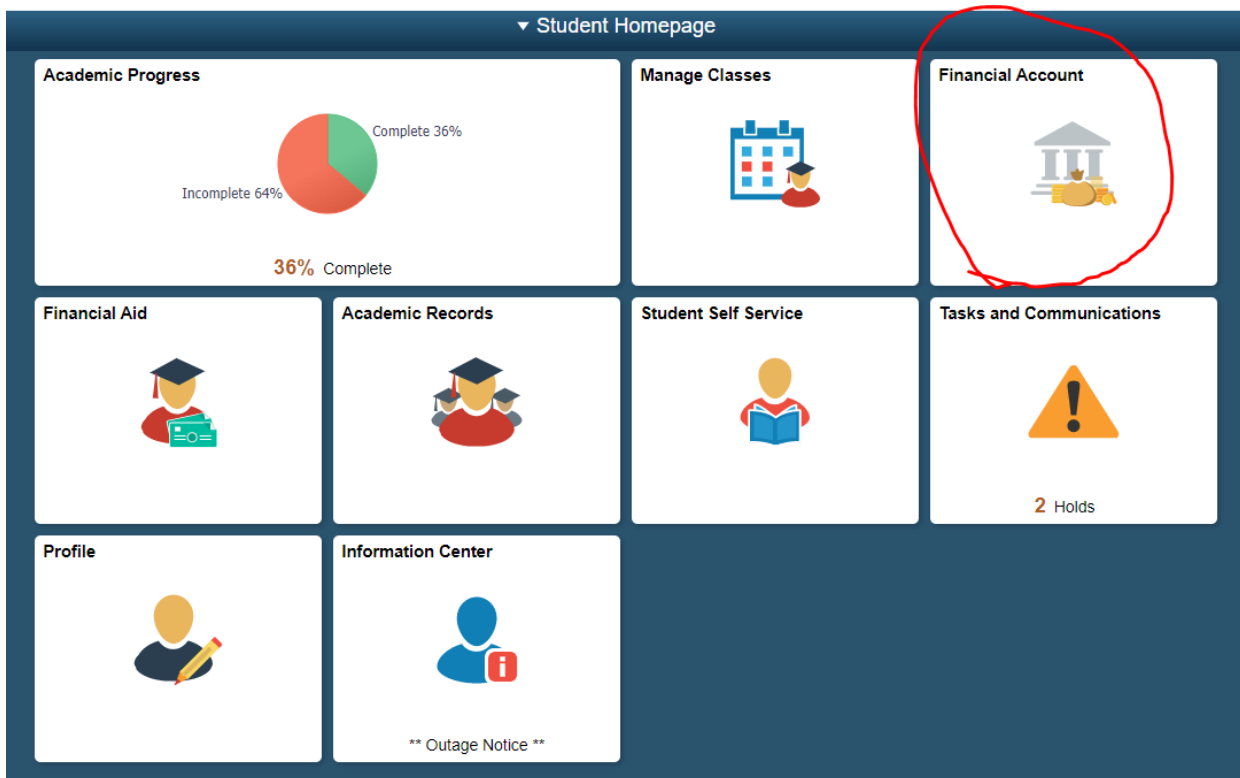 ▾ Student Homepage
Academic Progress
Complete 36%
Incomplete 64%
36% Complete
Manage Classes
Financial Account
Financial Aid
Academic Records
Student Self Service
Tasks and Communications
2 Holds
Profile
Information Center
i
** Outage Notice **